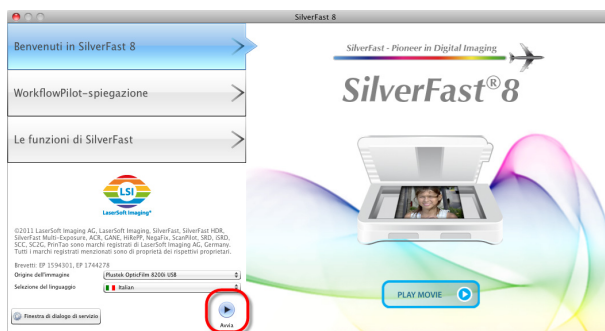 SilverFast 8
Benvenuti in SilverFast 8
WorkflowPilot-spiegazione
Le funzioni di SilverFast
LSI
LaserSoft Imaging®
©2011 LaserSoft Imaging AG, LaserSoft Imaging, SilverFast, SilverFast HDR,
SilverFast Multi-Exposure, ACR, GANE, HiRePP, NegaFix, ScanPilot, SRD, iSRD,
SCC, SC2G, PrinTao sono marchi registrati di LaserSoft Imaging AG, Germany.
Tutti i marchi registrati menzionati sono di proprieta dei rispettivi proprietari.
Brevetti: EP 1594301, EP 1744278
Origine dell'immagine Plustek OpticFilm 8200i USB
Selezione del linguaggio Italian
Finestra di dialogo di servizio
Avvia
SilverFast - Pioneer in Digital Imaging
SilverFast®8
PLAY MOVIE